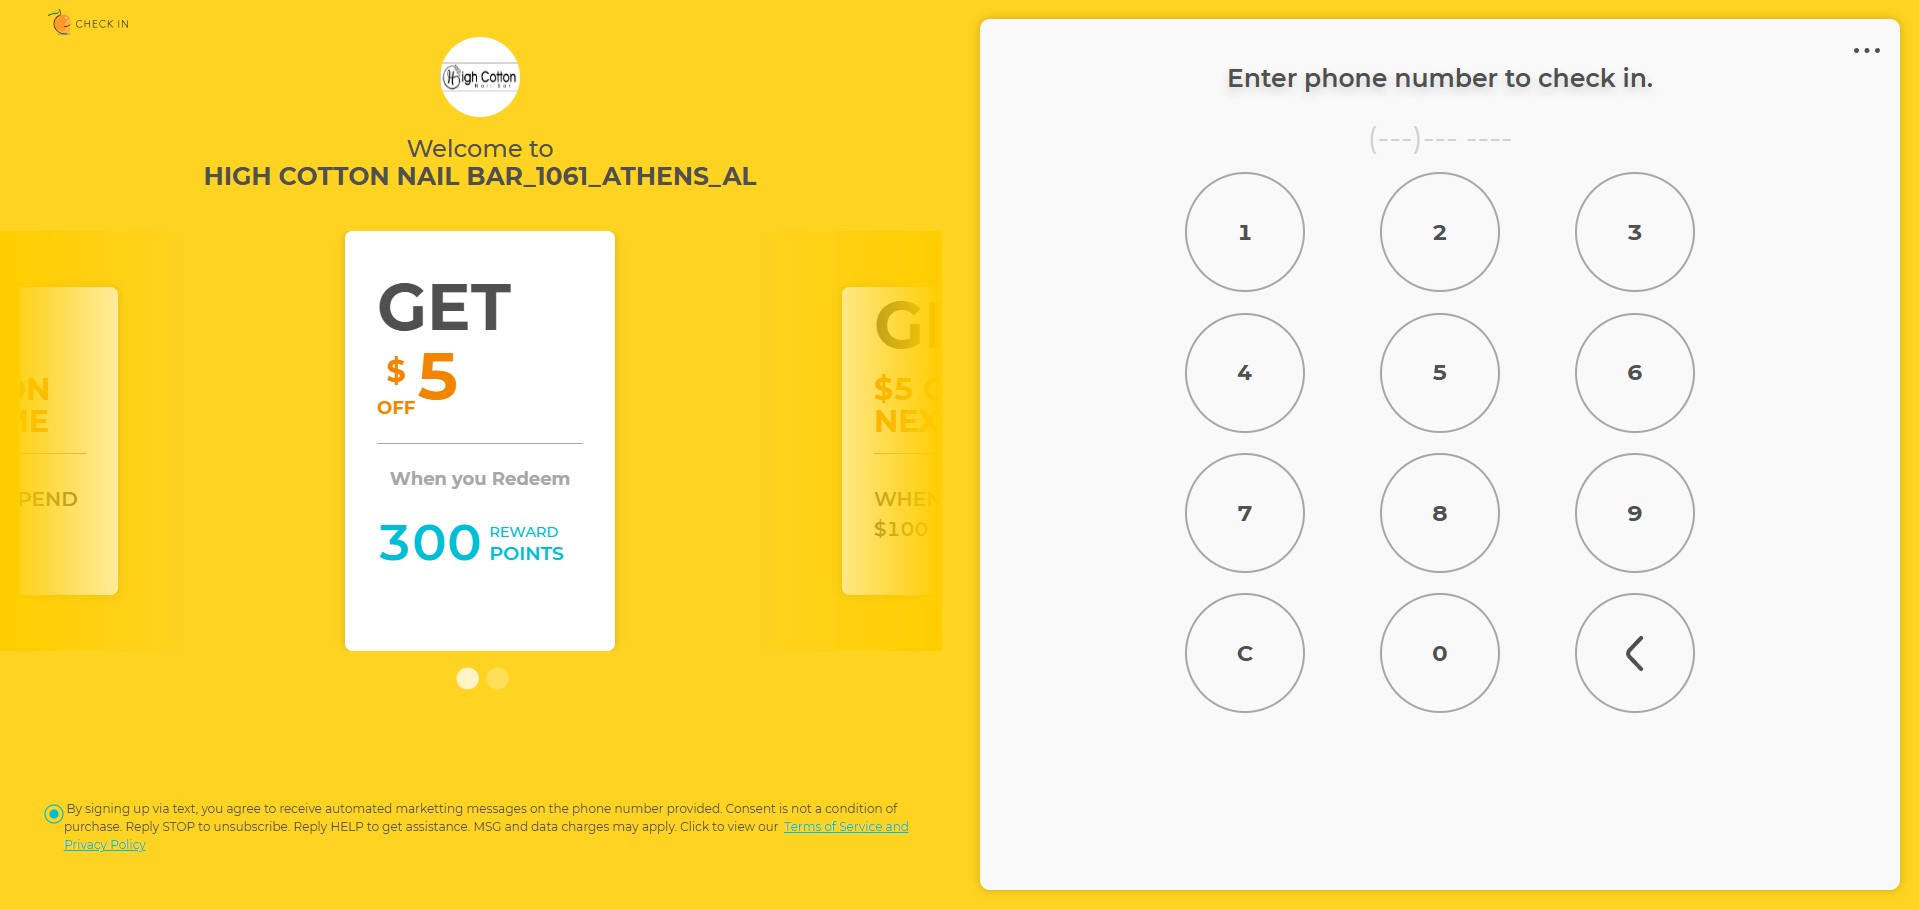 CHECK IN
High Cotton
Nail Bar
Welcome to
HIGH COTTON NAIL BAR_1061_ATHENS_AL
GET
$5
OFF
When you Redeem
300 REWARD
POINTS
$5
WHEN
$100
By signing up via text, you agree to receive automated marketting messages on the phone number provided. Consent is not a condition of
purchase. Reply STOP to unsubscribe. Reply HELP to get assistance. MSG and data charges may apply. Click to view our Terms of Service and
Privacy Policy
Enter phone number to check in.
(---)--- ----
1 2 3
4 5 6
7 8 9
C 0